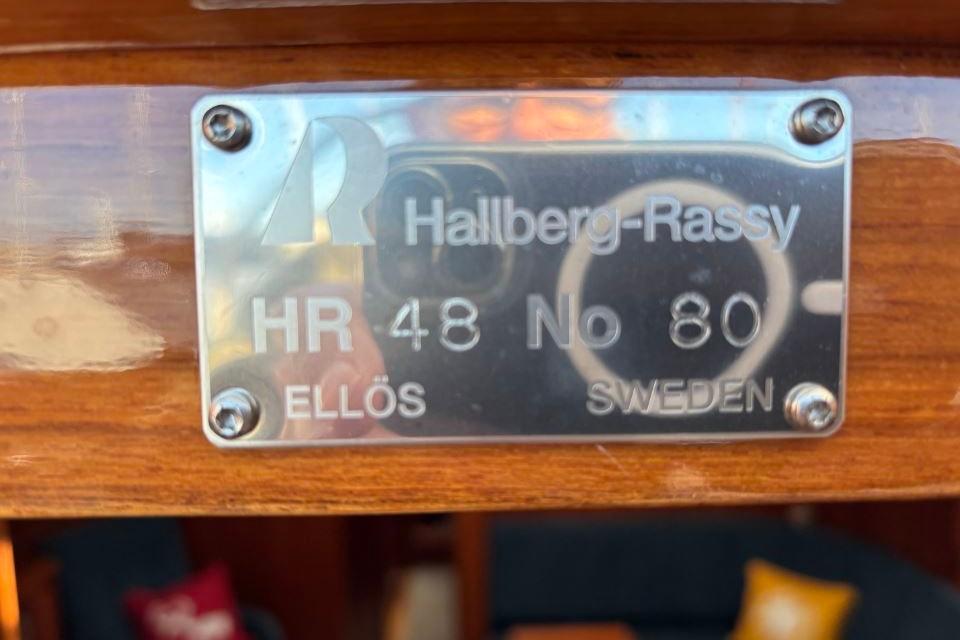 Hallberg-Rassy
HR 48 No 80
ELLÖS SWEDEN